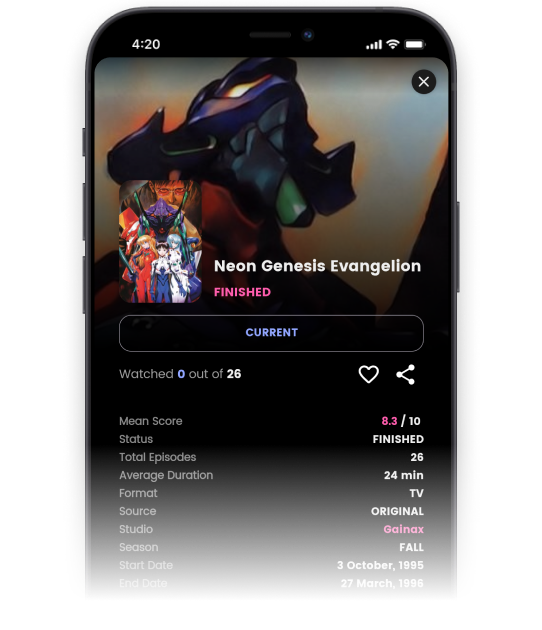 4:20
Neon Genesis Evangelion
FINISHED
CURRENT
Watched 0 out of 26
Mean Score 8.3 / 10
Status FINISHED
Total Episodes 26
Average Duration 24 min
Format TV
Source ORIGINAL
Studio Gainax
Season FALL
Start Date 3 October, 1995
End Date 27 March, 1996